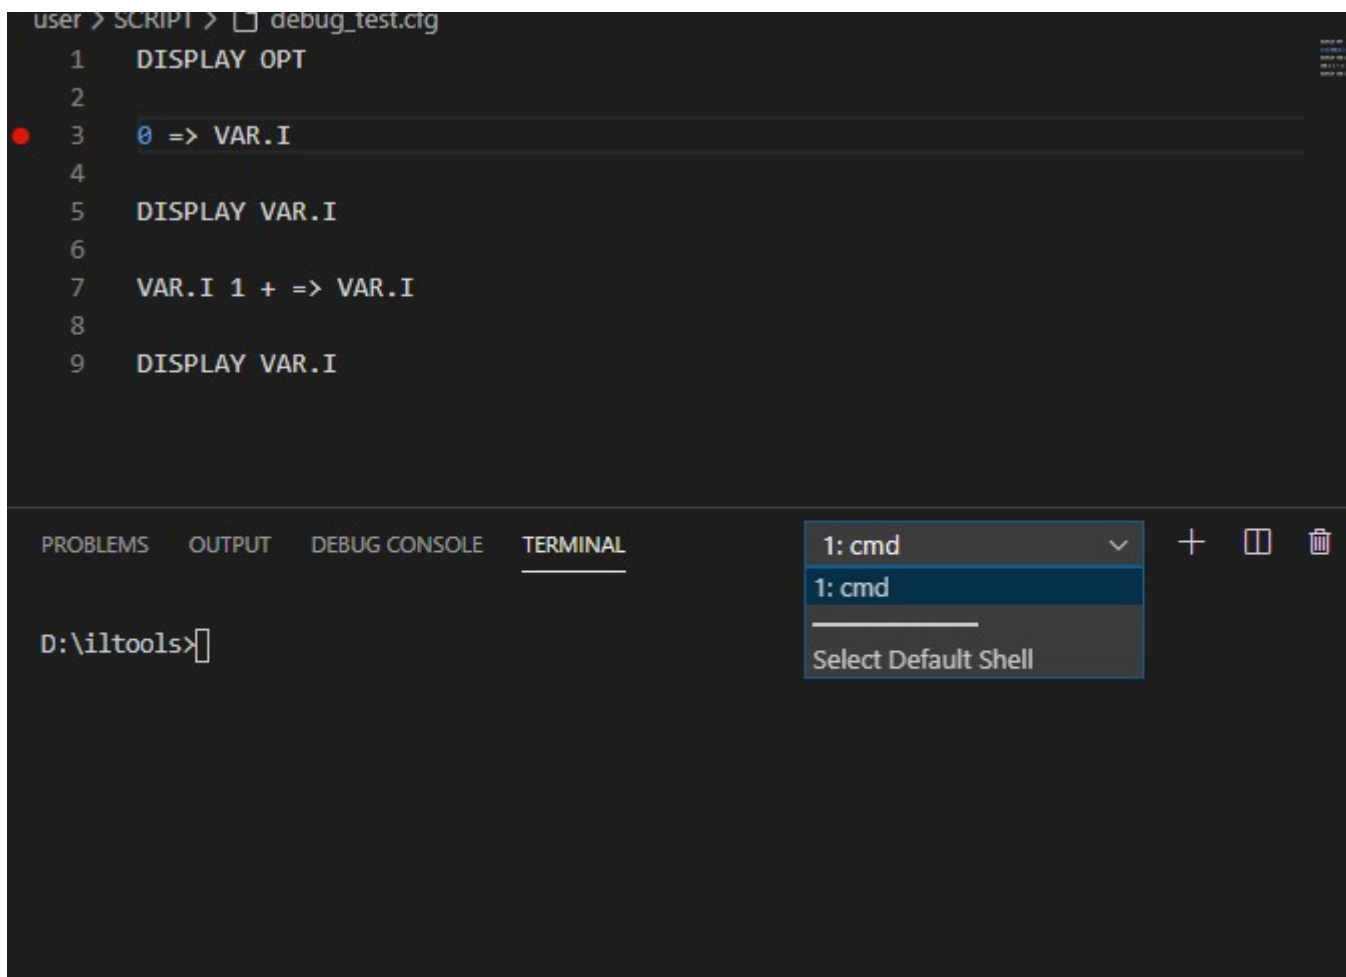 user > SCRIPT > debug_test.cfg
1 DISPLAY OPT
2
3 0 => VAR.I
4
5 DISPLAY VAR.I
6
7 VAR.I 1 + => VAR.I
8
9 DISPLAY VAR.I
PROBLEMS OUTPUT DEBUG CONSOLE TERMINAL 1: cmd
1: cmd
D:\iltools>
Select Default Shell